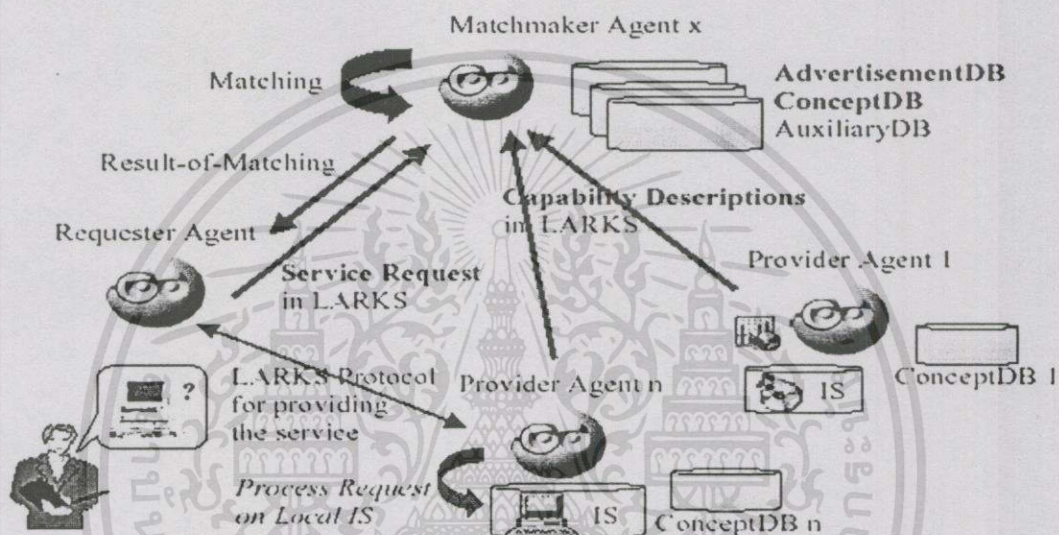 Matchmaker Agent x
Matching
AdvertisementDB
ConceptDB
AuxiliaryDB
Result-of-Matching
Capability Descriptions
in LARKS
Requester Agent
Service Request
in LARKS
Provider Agent 1
IS
ConceptDB 1
?
LARKS Protocol
for providing
the service
Provider Agent n
Process Request
on Local IS
IS
ConceptDB n